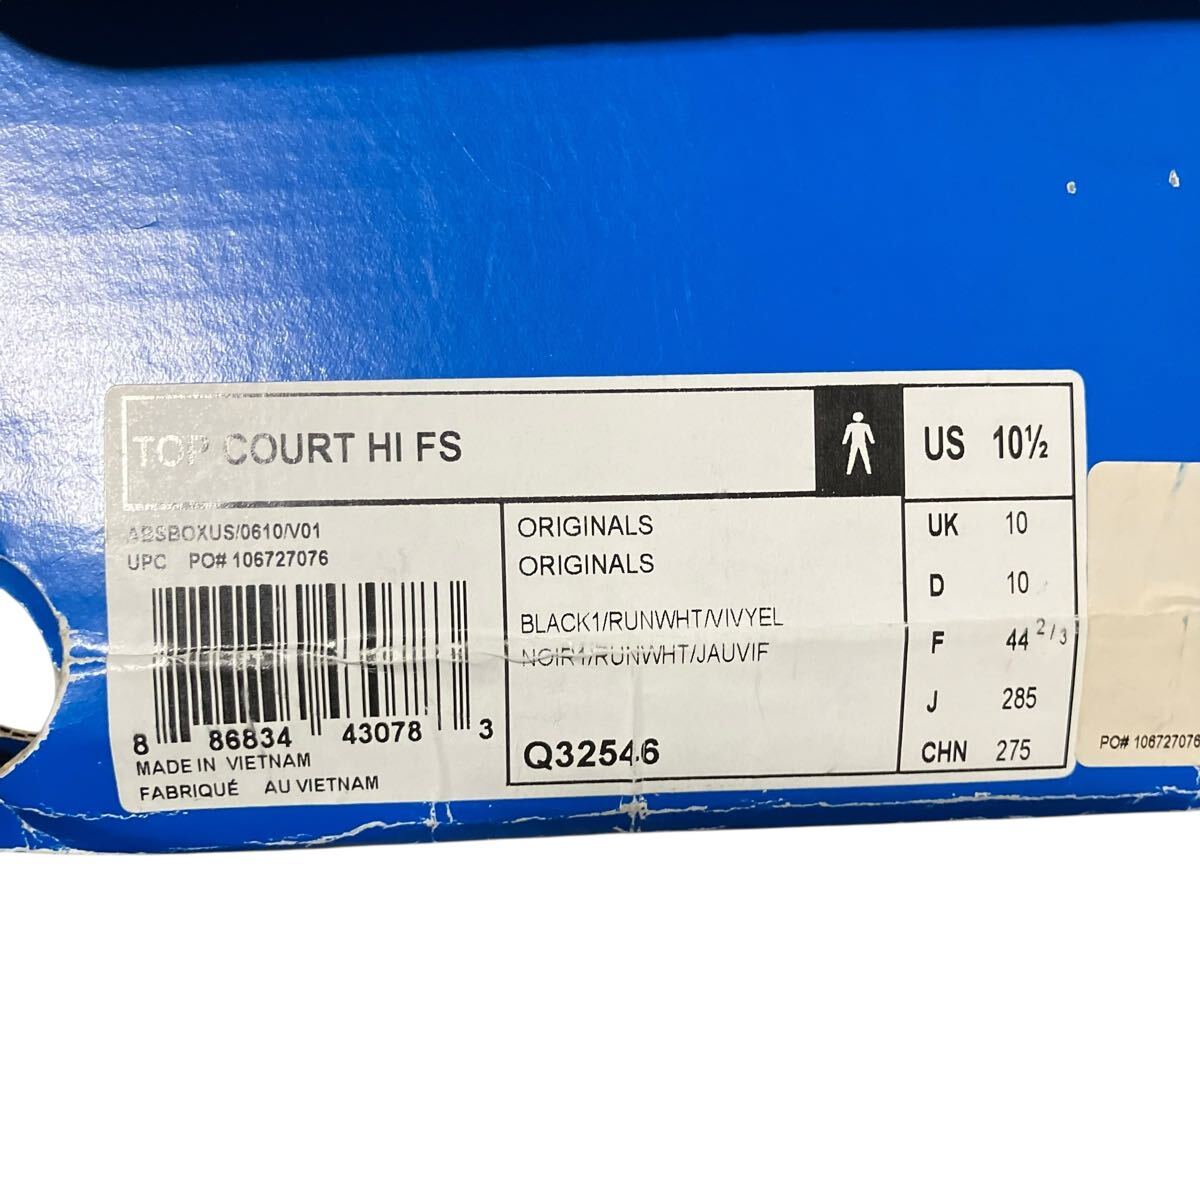 TOP COURT HI FS
US 10½
ABSBOXUS/0610/V01
UPC PO# 106727076
8 86834 43078 3
MADE IN VIETNAM
FABRIQUÉ AU VIETNAM
ORIGINALS
ORIGINALS
BLACK1/RUNWHT/VIVYEL
NOIR1/RUNWHT/JAUVIF
Q32546
UK 10
D 10
F 44 2/3
J 285
CHN 275
PO# 106727076